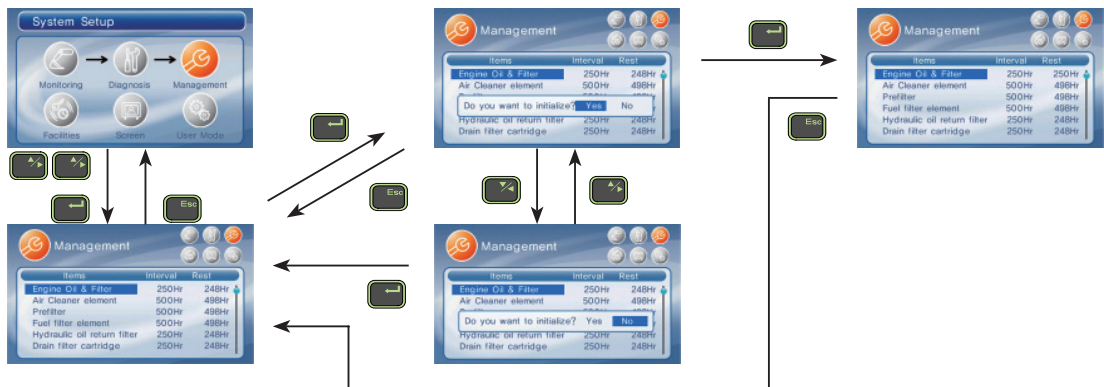 System Setup
Monitoring Diagnosis Management
Facilities Screen User Mode
Esc
Management
Items Interval Rest
Engine Oil & Filter 250Hr 248Hr
Air Cleaner element 500Hr 498Hr
Prefilter 500Hr 498Hr
Fuel filter element 500Hr 498Hr
Hydraulic oil return filter 250Hr 248Hr
Drain filter cartridge 250Hr 248Hr
Esc
Management
Items Interval Rest
Engine Oil & Filter 250Hr 248Hr
Air Cleaner element 500Hr 498Hr
Do you want to initialize? Yes No
Hydraulic oil return filter 250Hr 248Hr
Drain filter cartridge 250Hr 248Hr
Management
Items Interval Rest
Engine Oil & Filter 250Hr 248Hr
Air Cleaner element 500Hr 498Hr
Do you want to initialize? Yes No
Hydraulic oil return filter 250Hr 248Hr
Drain filter cartridge 250Hr 248Hr
Management
Items Interval Rest
Engine Oil & Filter 250Hr 250Hr
Air Cleaner element 500Hr 498Hr
Prefilter 500Hr 498Hr
Fuel filter element 500Hr 498Hr
Hydraulic oil return filter 250Hr 248Hr
Drain filter cartridge 250Hr 248Hr
Esc